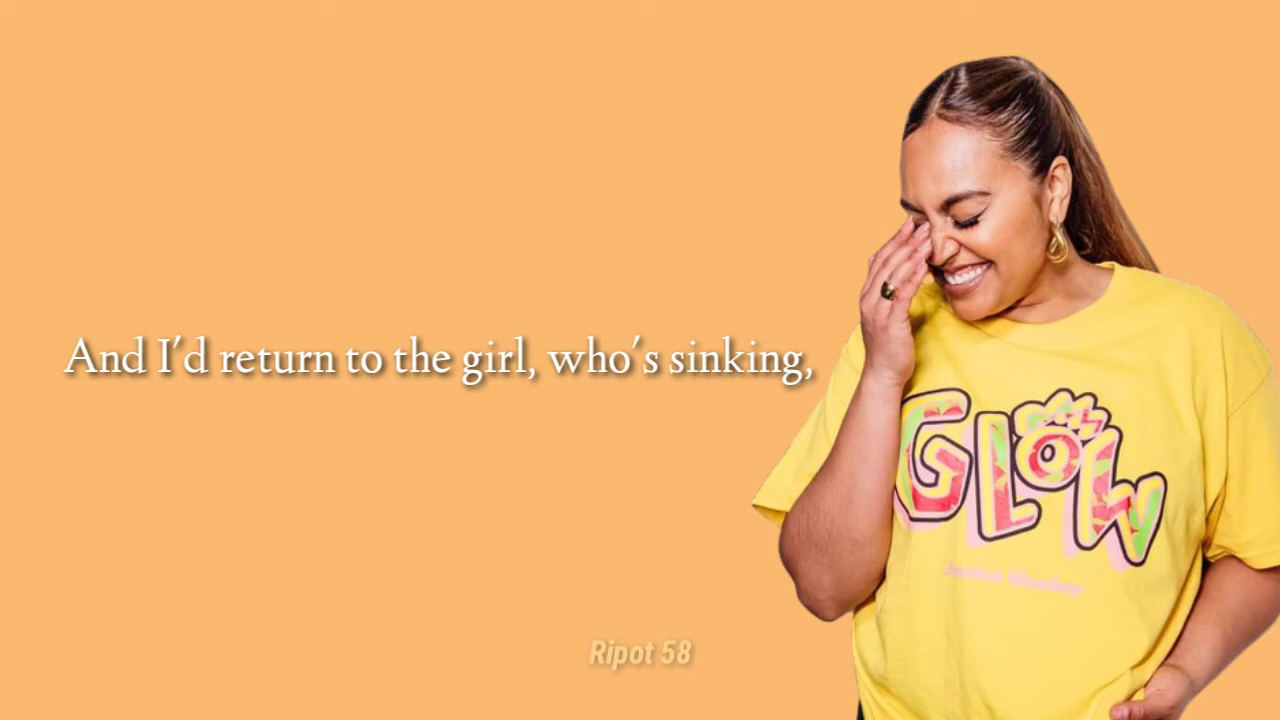 And I'd return to the girl, who's sinking,
GLOW
Ripot 58